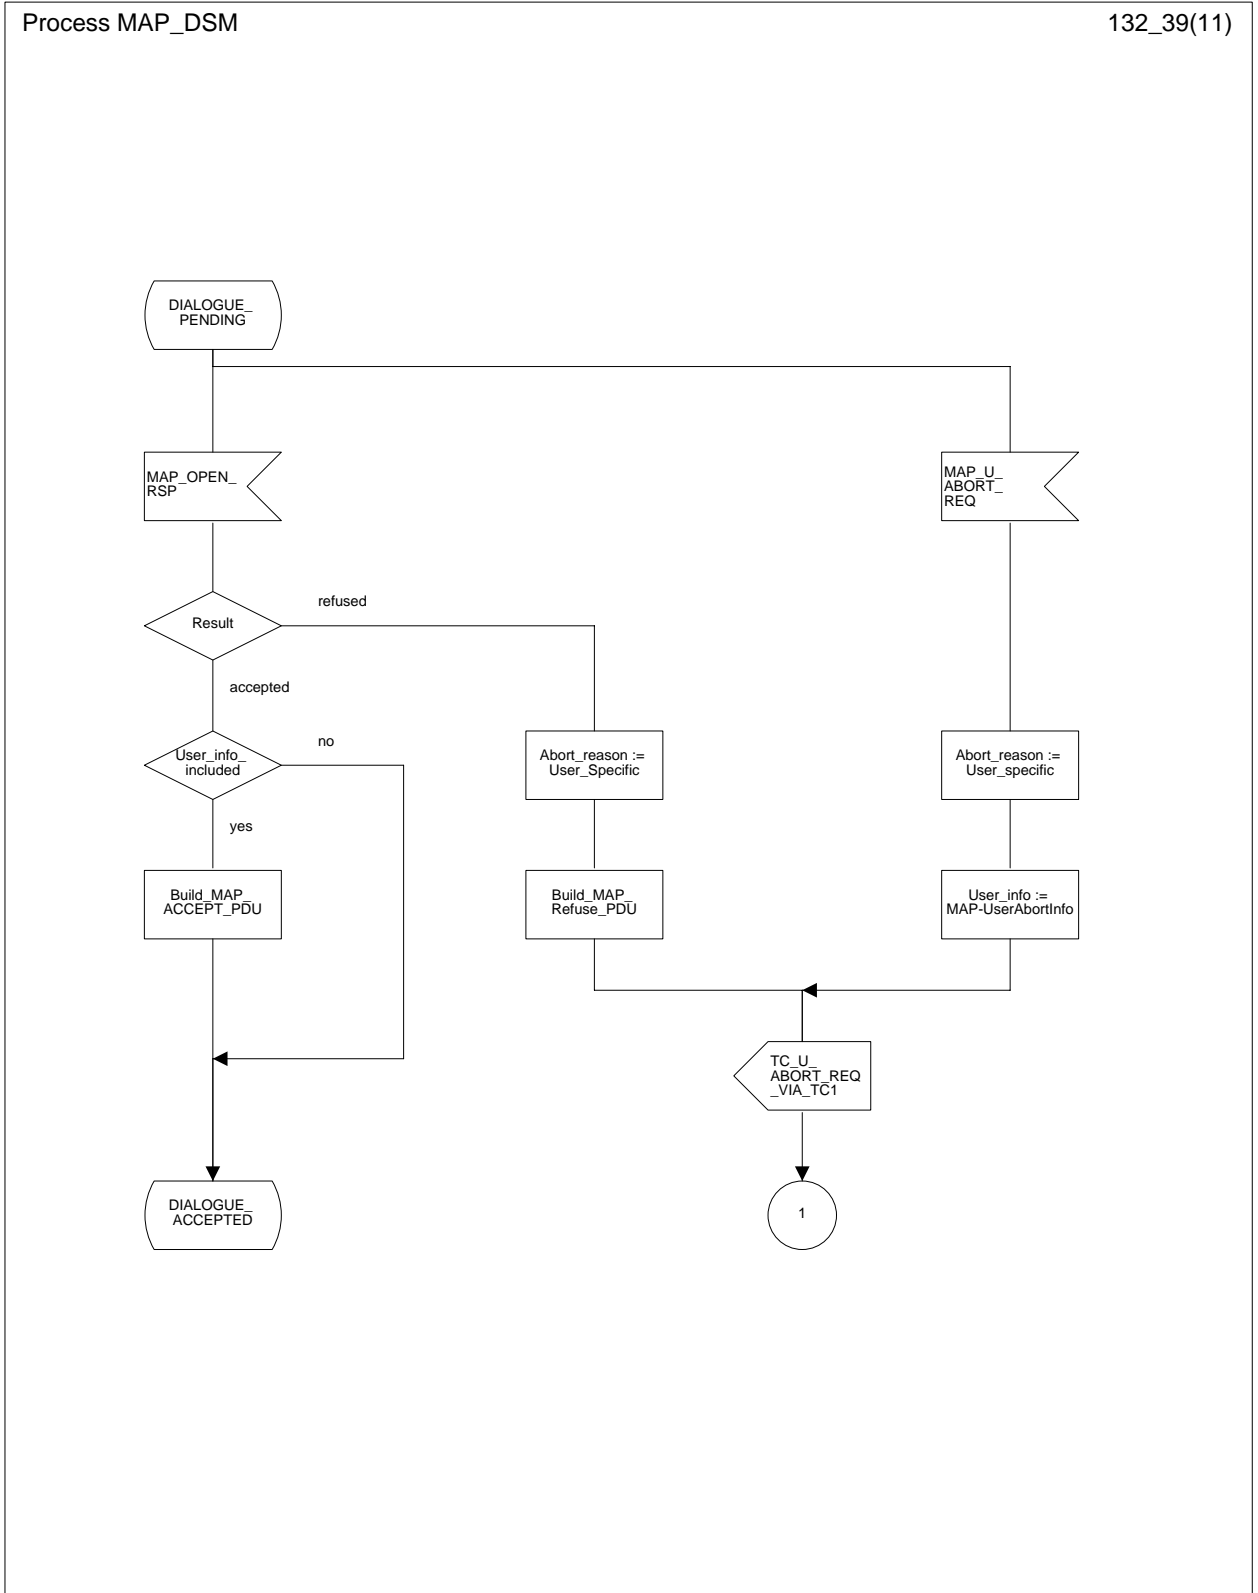 Process MAP_DSM
132_39(11)
DIALOGUE_
PENDING
MAP_OPEN_
RSP
MAP_U_
ABORT_
REQ
Result
refused
accepted
User_info_
included
no
yes
Abort_reason :=
User_Specific
Abort_reason :=
User_specific
Build_MAP_
ACCEPT_PDU
Build_MAP_
Refuse_PDU
User_info :=
MAP-UserAbortInfo
TC_U_
ABORT_REQ
_VIA_TC1
DIALOGUE_
ACCEPTED
1